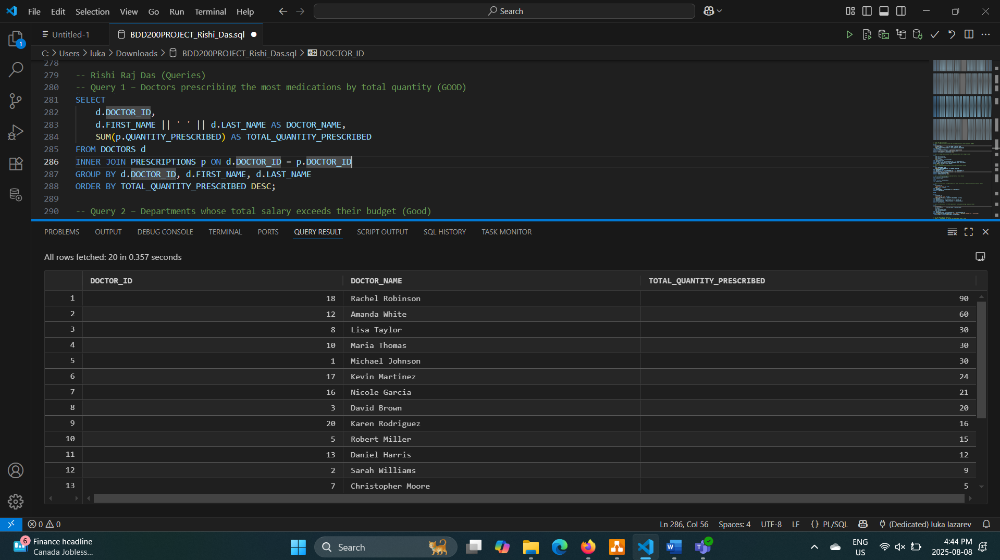 File Edit Selection View Go Run Terminal Help
Search
Untitled-1
BDD200PROJECT_Rishi_Das.sql
1
C: > Users > luka > Downloads > BDD200PROJECT_Rishi_Das.sql > DOCTOR_ID
278
279 -- Rishi Raj Das (Queries)
280 -- Query 1 – Doctors prescribing the most medications by total quantity (GOOD)
281 SELECT
282 d.DOCTOR_ID,
283 d.FIRST_NAME || ' ' || d.LAST_NAME AS DOCTOR_NAME,
284 SUM(p.QUANTITY_PRESCRIBED) AS TOTAL_QUANTITY_PRESCRIBED
285 FROM DOCTORS d
286 INNER JOIN PRESCRIPTIONS p ON d.DOCTOR_ID = p.DOCTOR_ID
287 GROUP BY d.DOCTOR_ID, d.FIRST_NAME, d.LAST_NAME
288 ORDER BY TOTAL_QUANTITY_PRESCRIBED DESC;
289
290 -- Query 2 – Departments whose total salary exceeds their budget (Good)
PROBLEMS OUTPUT DEBUG CONSOLE TERMINAL PORTS QUERY RESULT SCRIPT OUTPUT SQL HISTORY TASK MONITOR
All rows fetched: 20 in 0.357 seconds
DOCTOR_ID DOCTOR_NAME TOTAL_QUANTITY_PRESCRIBED
1 18 Rachel Robinson 90
2 12 Amanda White 60
3 8 Lisa Taylor 30
4 10 Maria Thomas 30
5 1 Michael Johnson 30
6 17 Kevin Martinez 24
7 16 Nicole Garcia 21
8 3 David Brown 20
9 20 Karen Rodriguez 16
10 5 Robert Miller 15
11 13 Daniel Harris 12
12 2 Sarah Williams 9
13 7 Christopher Moore 5
0 0
Ln 286, Col 56 Spaces: 4 UTF-8 LF {} PL/SQL (Dedicated) luka lazarev
6
Finance headline
Canada Jobless...
Search
ENG
US
4:44 PM
2025-08-08